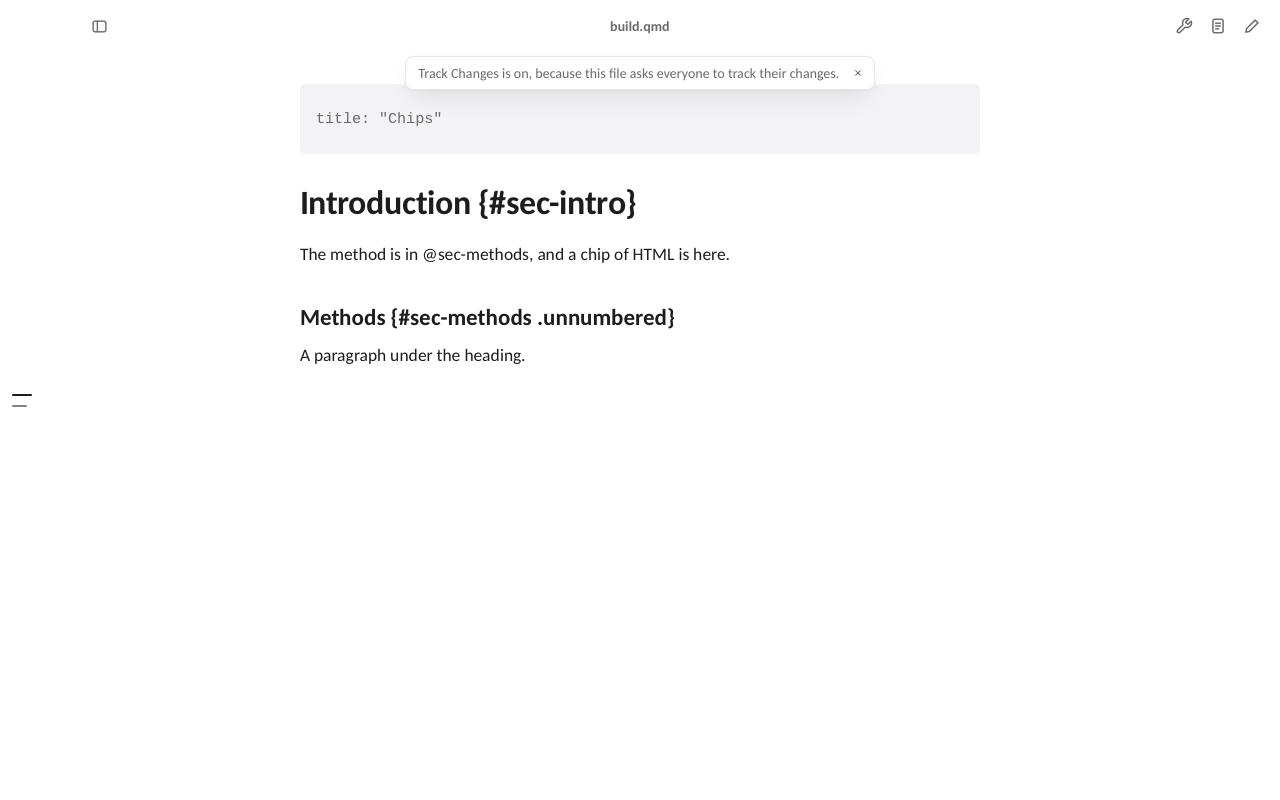 build.qmd
Track Changes is on, because this file asks everyone to track their changes. ×
title: "Chips"
Introduction {#sec-intro}
The method is in @sec-methods, and a chip of HTML is here.
Methods {#sec-methods .unnumbered}
A paragraph under the heading.